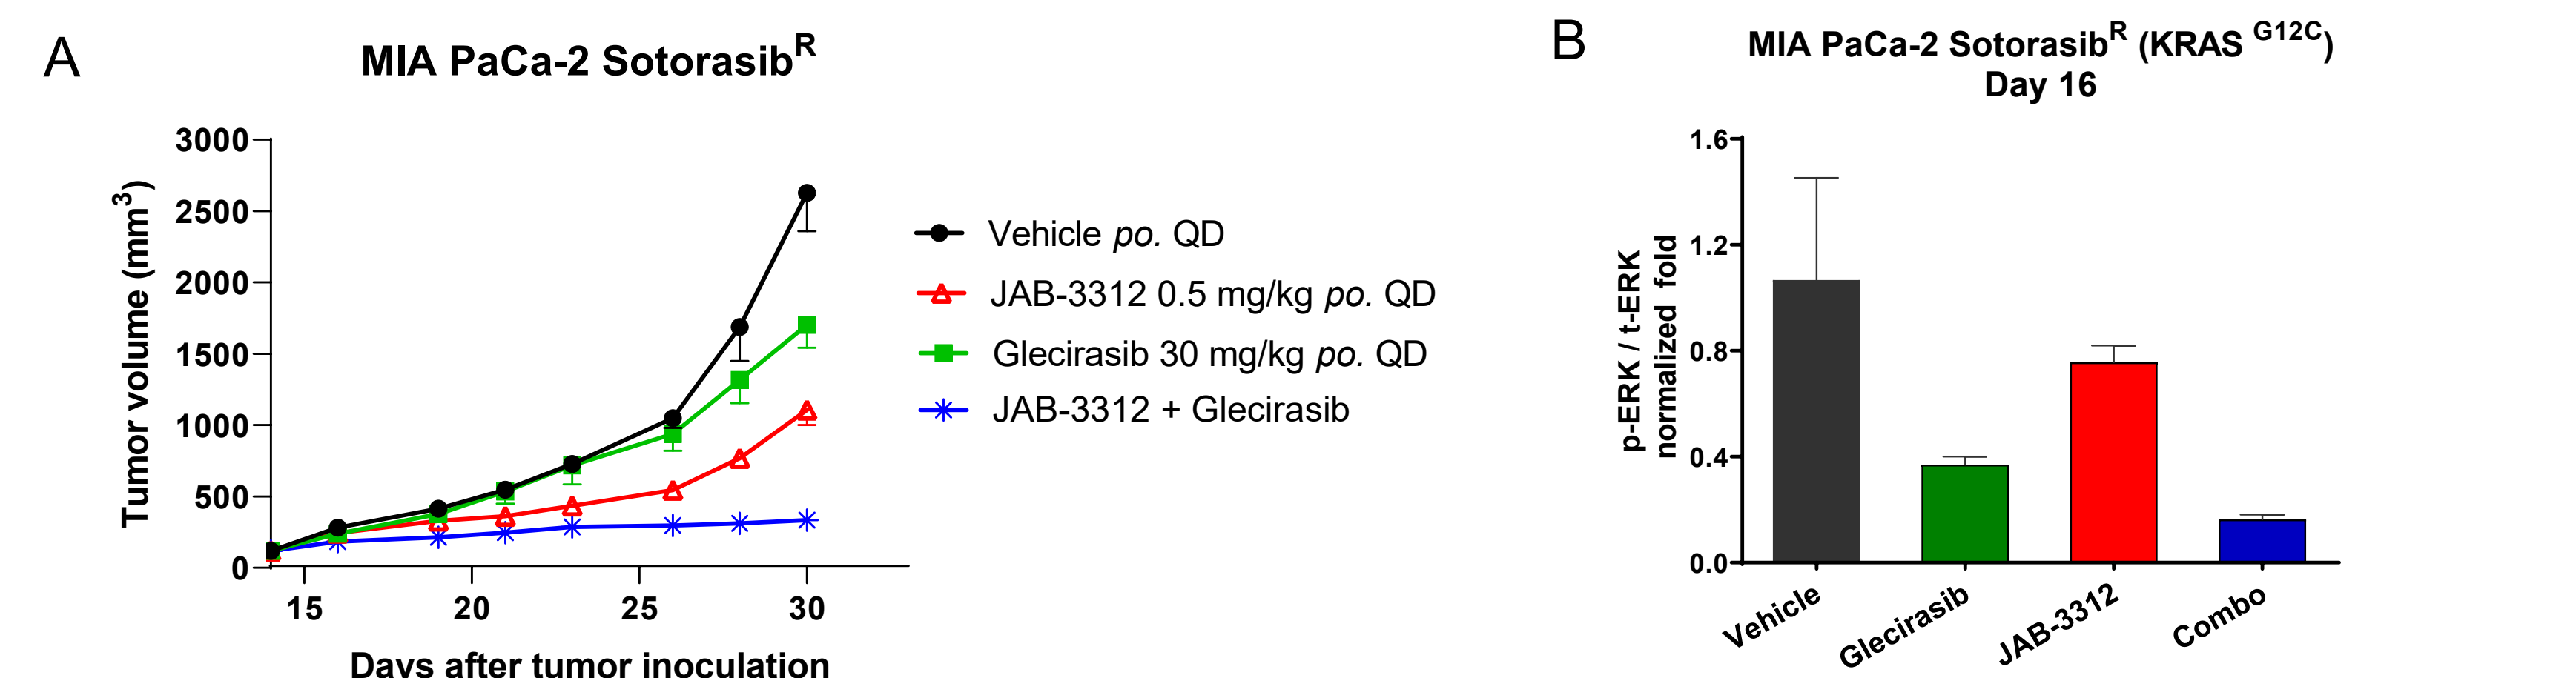 A
MIA PaCa-2 Sotorasib^R
Tumor volume (mm^3)
3000
2500
2000
1500
1000
500
0
15 20 25 30
Days after tumor inoculation
Vehicle po. QD
JAB-3312 0.5 mg/kg po. QD
Glecirasib 30 mg/kg po. QD
JAB-3312 + Glecirasib
B
MIA PaCa-2 Sotorasib^R (KRAS ^G12C)
Day 16
p-ERK / t-ERK
normalized fold
1.6
1.2
0.8
0.4
0.0
Vehicle
Glecirasib
JAB-3312
Combo